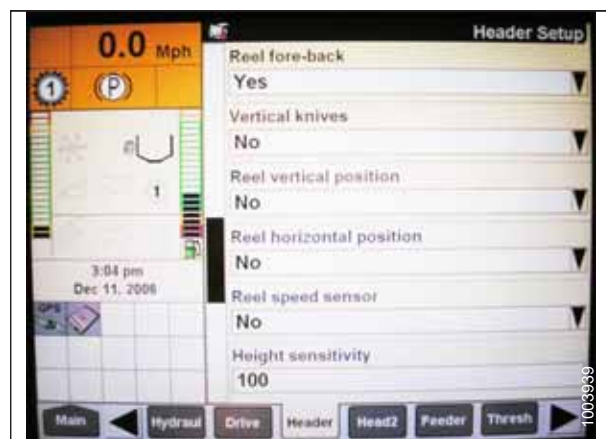 0.0 Mph
Header Setup
1
(P)
Reel fore-back
Yes
Vertical knives
No
Reel vertical position
No
1
Reel horizontal position
No
3:04 pm
Dec 11, 2006
GPS
Reel speed sensor
No
Height sensitivity
100
Main
Hydraul
Drive
Header
Head2
Feeder
Thresh
1003939